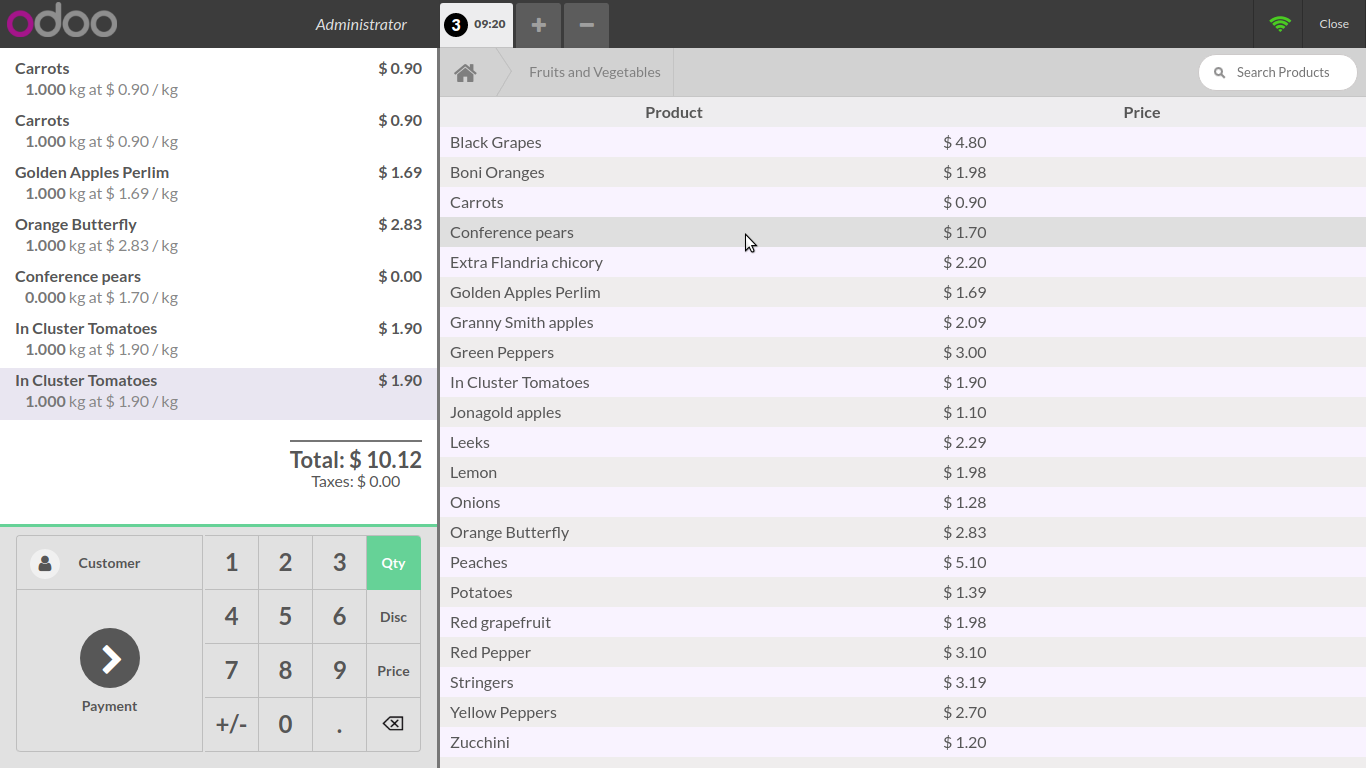 odoo
Administrator
3 09:20
Close
Carrots $ 0.90
1.000 kg at $ 0.90 / kg
Carrots $ 0.90
1.000 kg at $ 0.90 / kg
Golden Apples Perlim $ 1.69
1.000 kg at $ 1.69 / kg
Orange Butterfly $ 2.83
1.000 kg at $ 2.83 / kg
Conference pears $ 0.00
0.000 kg at $ 1.70 / kg
In Cluster Tomatoes $ 1.90
1.000 kg at $ 1.90 / kg
In Cluster Tomatoes $ 1.90
1.000 kg at $ 1.90 / kg
Total: $ 10.12
Taxes: $ 0.00
Customer
Payment
1 2 3 Qty
4 5 6 Disc
7 8 9 Price
+/- 0 .
Fruits and Vegetables
Search Products
Product Price
Black Grapes $ 4.80
Boni Oranges $ 1.98
Carrots $ 0.90
Conference pears $ 1.70
Extra Flandria chicory $ 2.20
Golden Apples Perlim $ 1.69
Granny Smith apples $ 2.09
Green Peppers $ 3.00
In Cluster Tomatoes $ 1.90
Jonagold apples $ 1.10
Leeks $ 2.29
Lemon $ 1.98
Onions $ 1.28
Orange Butterfly $ 2.83
Peaches $ 5.10
Potatoes $ 1.39
Red grapefruit $ 1.98
Red Pepper $ 3.10
Stringers $ 3.19
Yellow Peppers $ 2.70
Zucchini $ 1.20